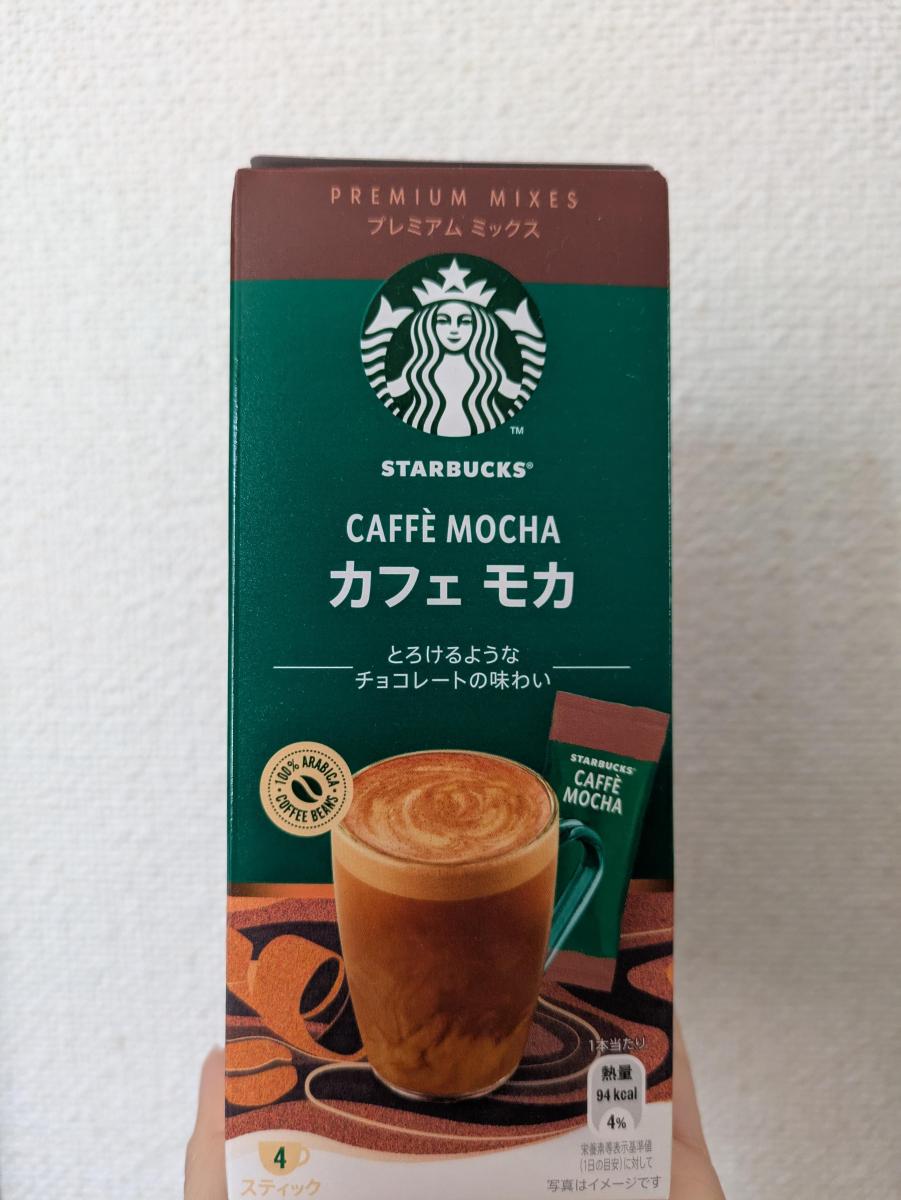 PREMIUM MIXES
プレミアム ミックス
TM
STARBUCKS®
CAFFÈ MOCHA
カフェ モカ
とろけるような
チョコレートの味わい
100% ARABICA
COFFEE BEANS
STARBUCKS®
CAFFÈ
MOCHA
1本当たり
熱量
94 kcal
4%
栄養素等表示基準値
(1日の目安)に対して
4
スティック
写真はイメージです